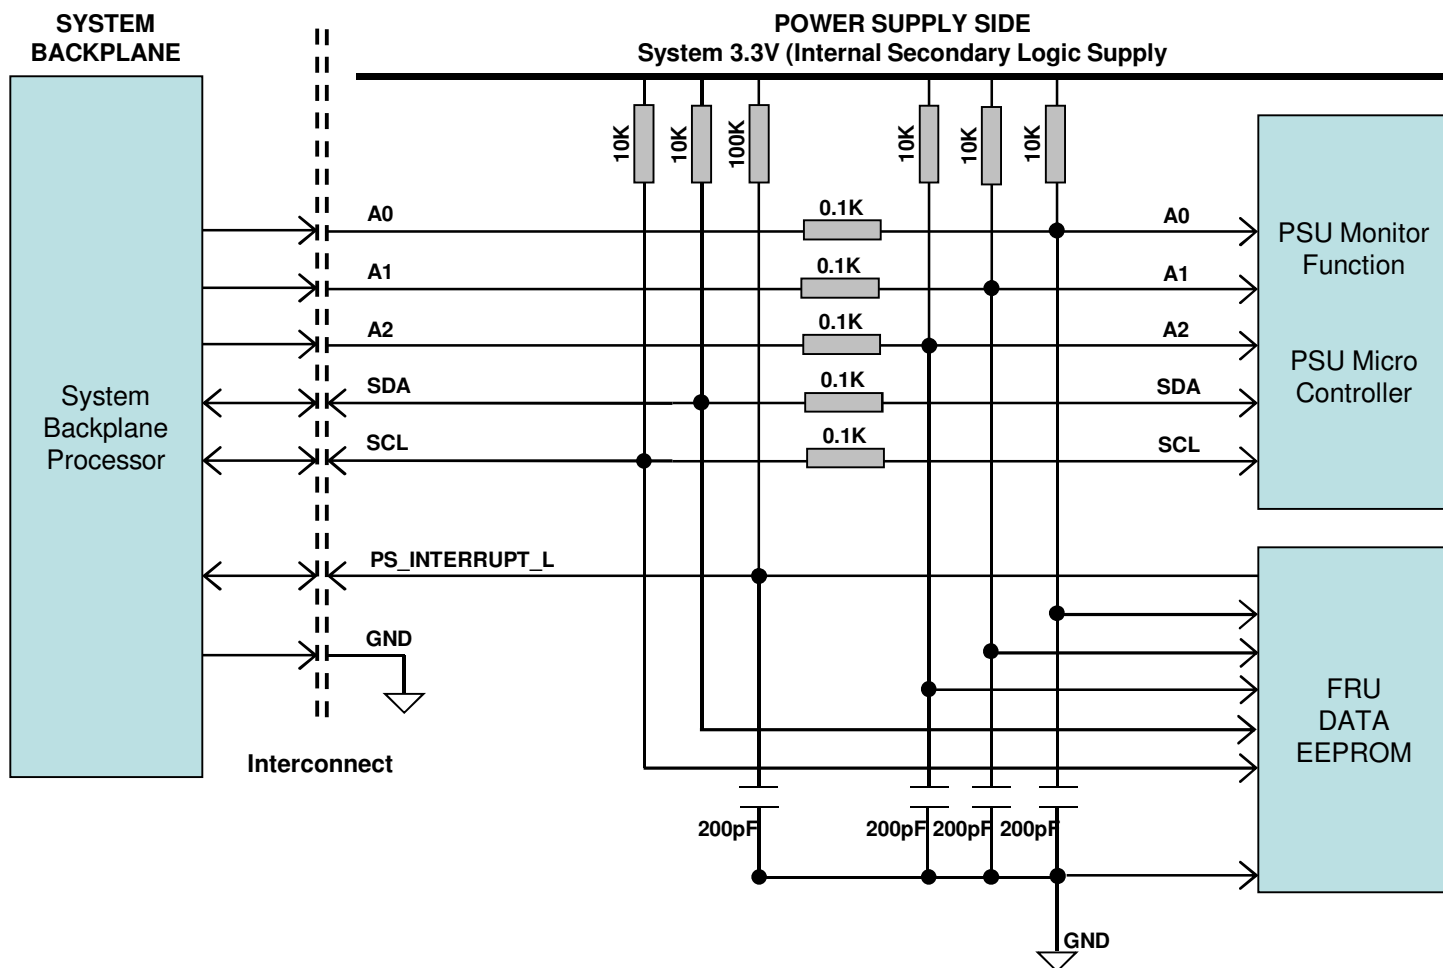 SYSTEM
BACKPLANE
POWER SUPPLY SIDE
System 3.3V (Internal Secondary Logic Supply
10K
10K
100K
10K
10K
10K
A0
0.1K
A0
A1
0.1K
A1
A2
0.1K
A2
SDA
0.1K
SDA
SCL
0.1K
SCL
PSU Monitor
Function
PSU Micro
Controller
System
Backplane
Processor
PS_INTERRUPT_L
GND
Interconnect
FRU
DATA
EEPROM
200pF
200pF
200pF
200pF
GND